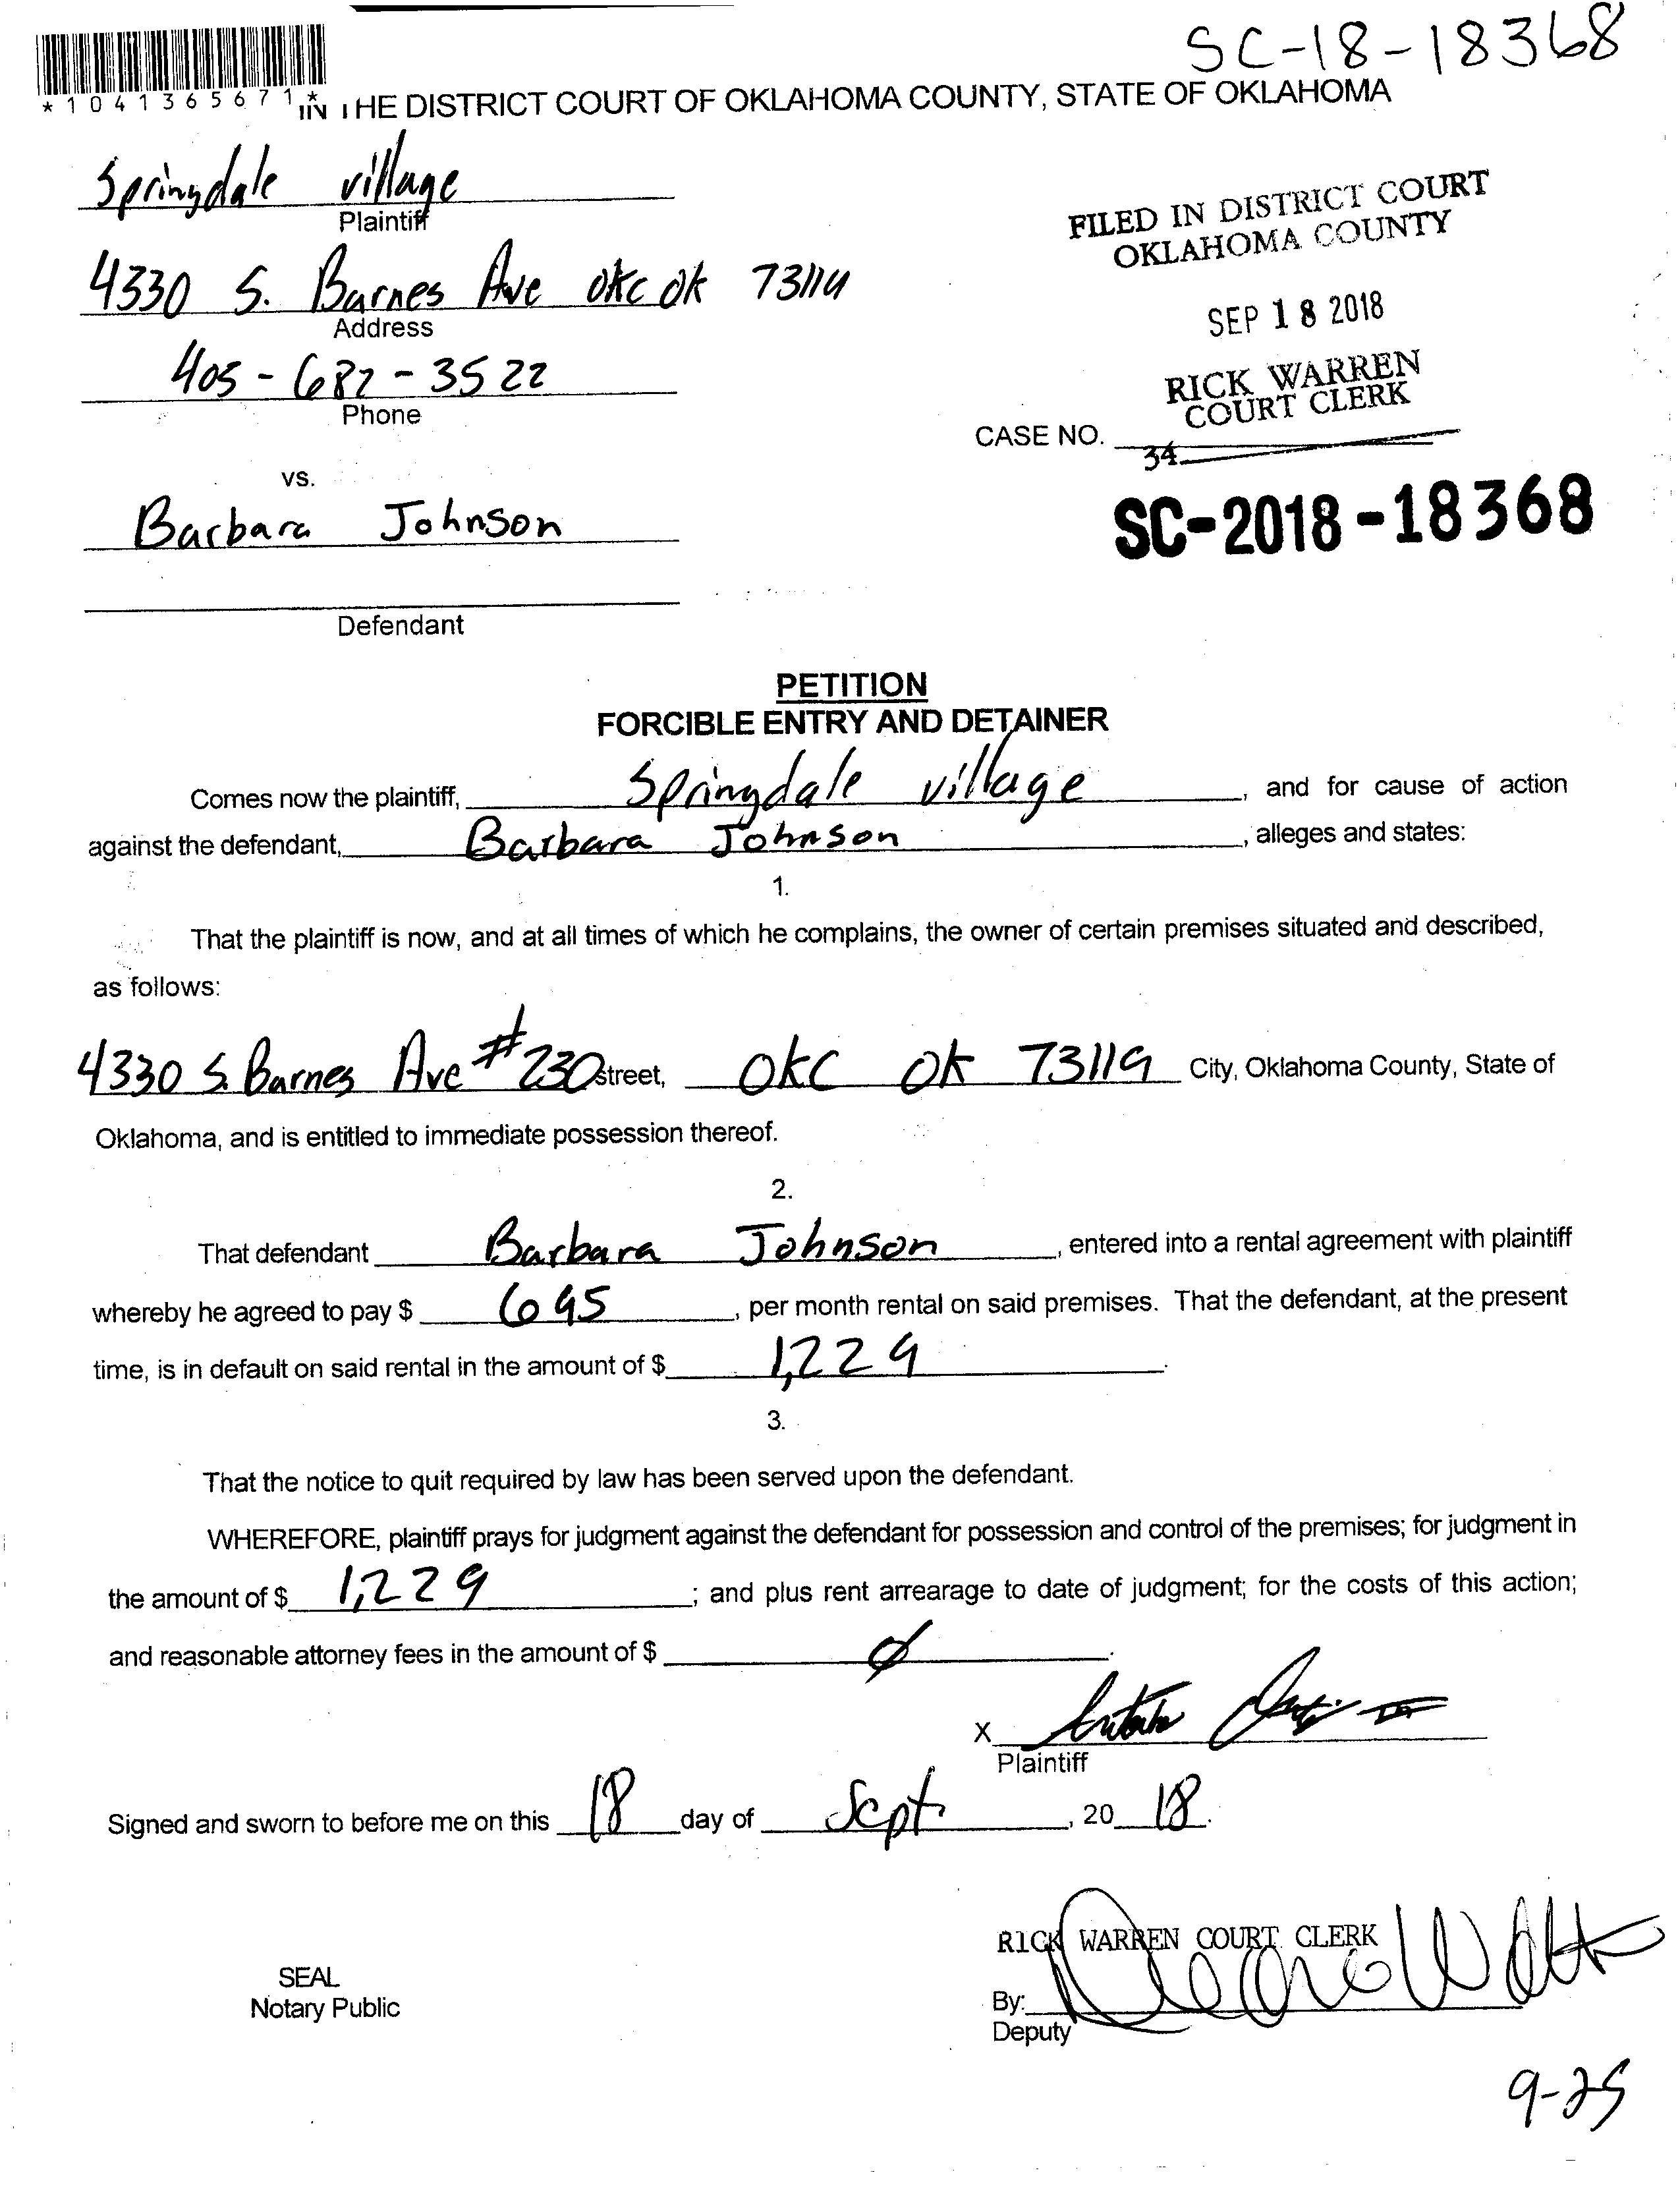 SC-18-18368
*1041365671*
IN THE DISTRICT COURT OF OKLAHOMA COUNTY, STATE OF OKLAHOMA
Springdale village
Plaintiff
4330 S. Barnes Ave OKC OK 73119
Address
405-682-3522
Phone
FILED IN DISTRICT COURT
OKLAHOMA COUNTY
SEP 18 2018
RICK WARREN
COURT CLERK
CASE NO.
34
SC-2018-18368
vs.
Barbara Johnson
Defendant
PETITION
FORCIBLE ENTRY AND DETAINER
Comes now the plaintiff, Springdale village, and for cause of action
against the defendant, Barbara Johnson, alleges and states:
1.
That the plaintiff is now, and at all times of which he complains, the owner of certain premises situated and described,
as follows:
4330 S. Barnes Ave #230 street, OKC OK 73119 City, Oklahoma County, State of
Oklahoma, and is entitled to immediate possession thereof.
2.
That defendant Barbara Johnson, entered into a rental agreement with plaintiff
whereby he agreed to pay $ 695, per month rental on said premises. That the defendant, at the present
time, is in default on said rental in the amount of $ 1,229.
3.
That the notice to quit required by law has been served upon the defendant.
WHEREFORE, plaintiff prays for judgment against the defendant for possession and control of the premises; for judgment in
the amount of $ 1,229; and plus rent arrearage to date of judgment; for the costs of this action;
and reasonable attorney fees in the amount of $ Ø.
X
Plaintiff
Signed and sworn to before me on this 18 day of Sept, 20 18.
RICK WARREN COURT CLERK
SEAL
Notary Public
By:
Deputy
9-25